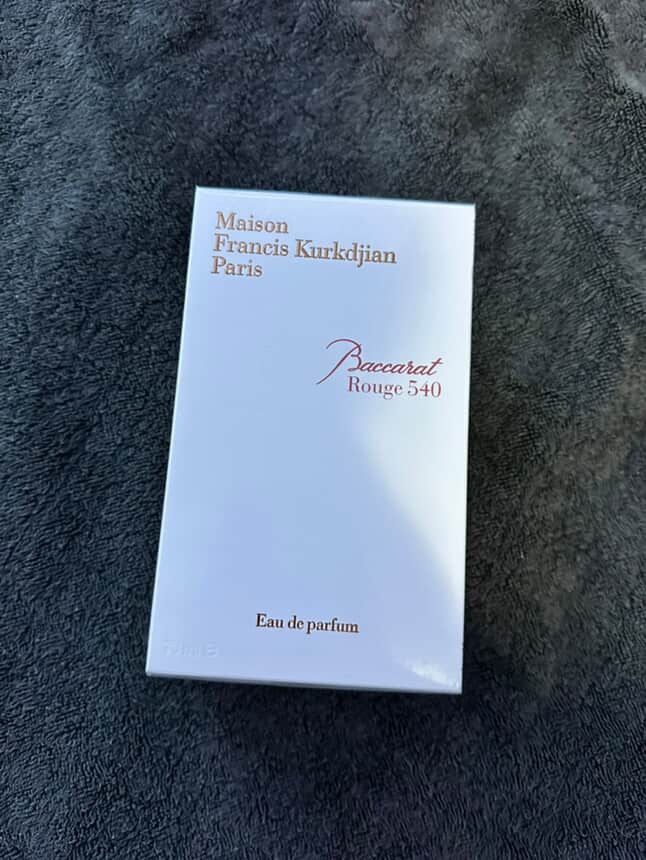 Maison
Francis Kurkdjian
Paris
Baccarat
Rouge 540
Eau de parfum